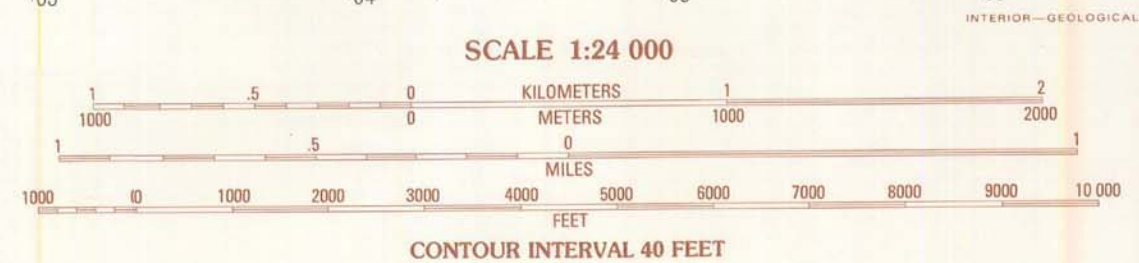 INTERIOR—GEOLOGICAL
SCALE 1:24 000
1 .5 0 KILOMETERS 1 2
1000 0 METERS 1000 2000
1 .5 0 1
MILES
1000 0 1000 2000 3000 4000 5000 6000 7000 8000 9000 10 000
FEET
CONTOUR INTERVAL 40 FEET